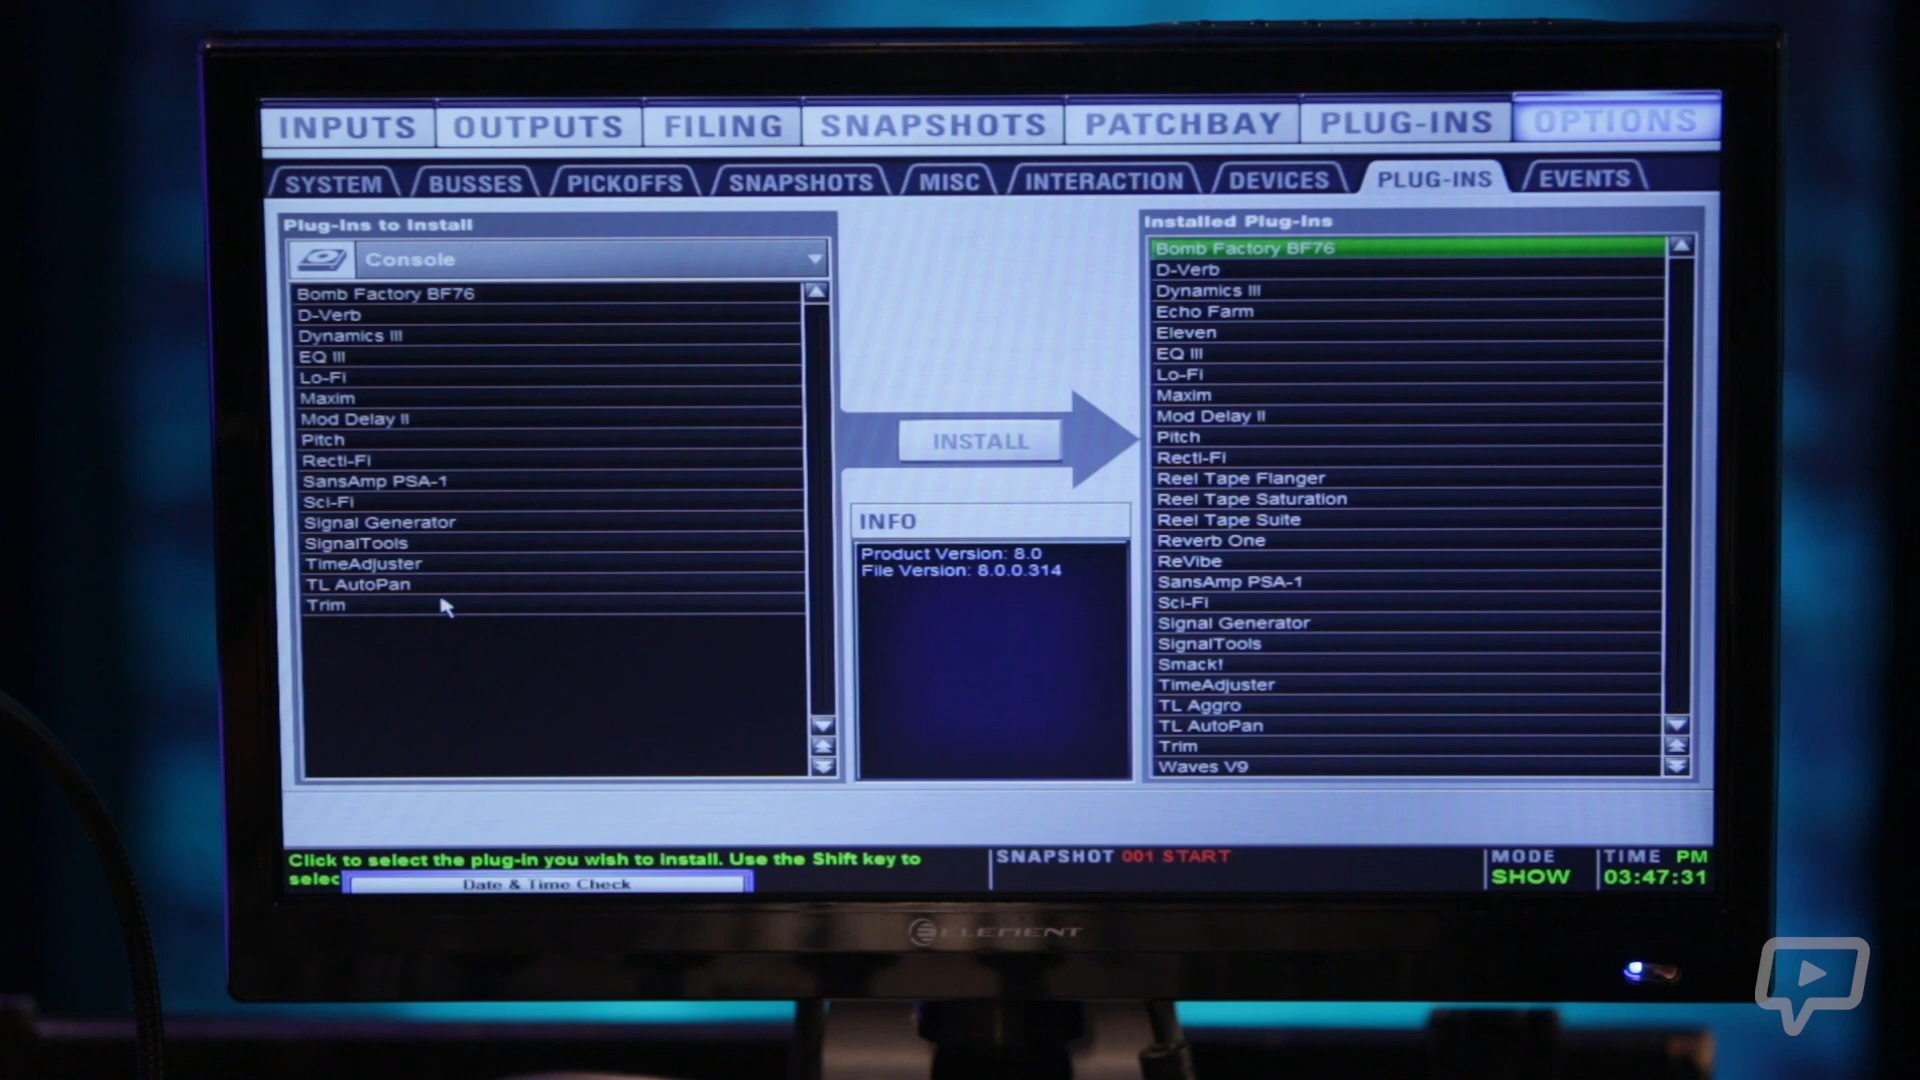 INPUTS OUTPUTS FILING SNAPSHOTS PATCHBAY PLUG-INS OPTIONS
SYSTEM BUSSES PICKOFFS SNAPSHOTS MISC INTERACTION DEVICES PLUG-INS EVENTS
Plug-Ins to Install
Console
Bomb Factory BF76
D-Verb
Dynamics III
EQ III
Lo-Fi
Maxim
Mod Delay II
Pitch
Recti-Fi
SansAmp PSA-1
Sci-Fi
Signal Generator
SignalTools
TimeAdjuster
TL AutoPan
Trim
INSTALL
INFO
Product Version: 8.0
File Version: 8.0.0.314
Installed Plug-Ins
Bomb Factory BF76
D-Verb
Dynamics III
Echo Farm
Eleven
EQ III
Lo-Fi
Maxim
Mod Delay II
Pitch
Recti-Fi
Reel Tape Flanger
Reel Tape Saturation
Reel Tape Suite
Reverb One
ReVibe
SansAmp PSA-1
Sci-Fi
Signal Generator
SignalTools
Smack!
TimeAdjuster
TL Aggro
TL AutoPan
Trim
Waves V9
Click to select the plug-in you wish to install. Use the Shift key to
selec
Date & Time Check
SNAPSHOT 001 START
MODE
SHOW
TIME PM
03:47:31
ELEMENT